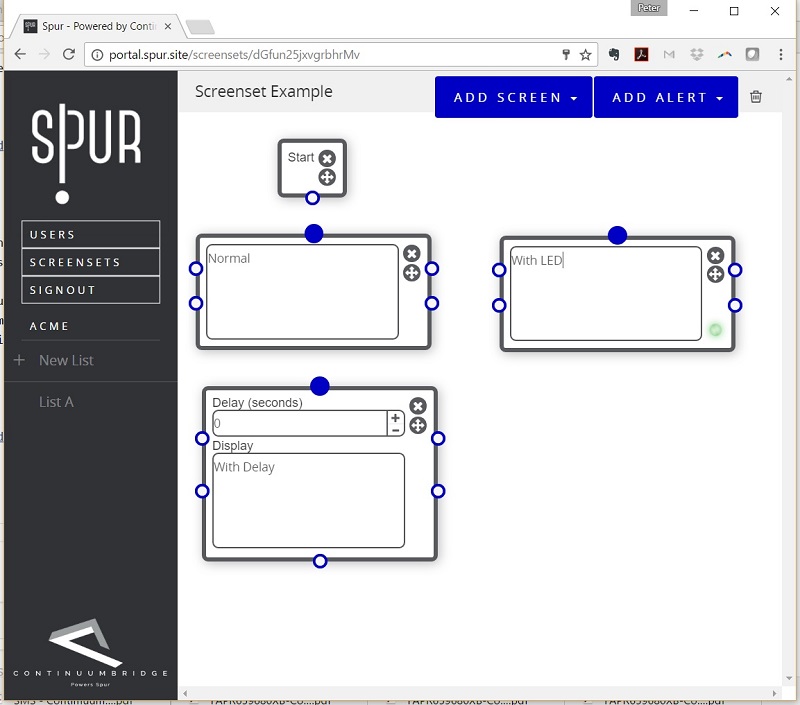 Peter
Spur - Powered by Conti
portal.spur.site/screensets/dGfun25jxvgrbhrMv
SPUR
Screenset Example
ADD SCREEN
ADD ALERT
Start
USERS
SCREENSETS
SIGNOUT
ACME
New List
List A
Normal
With LED
Delay (seconds)
0
Display
With Delay
CONTINUUMBRIDGE
Powers Spur